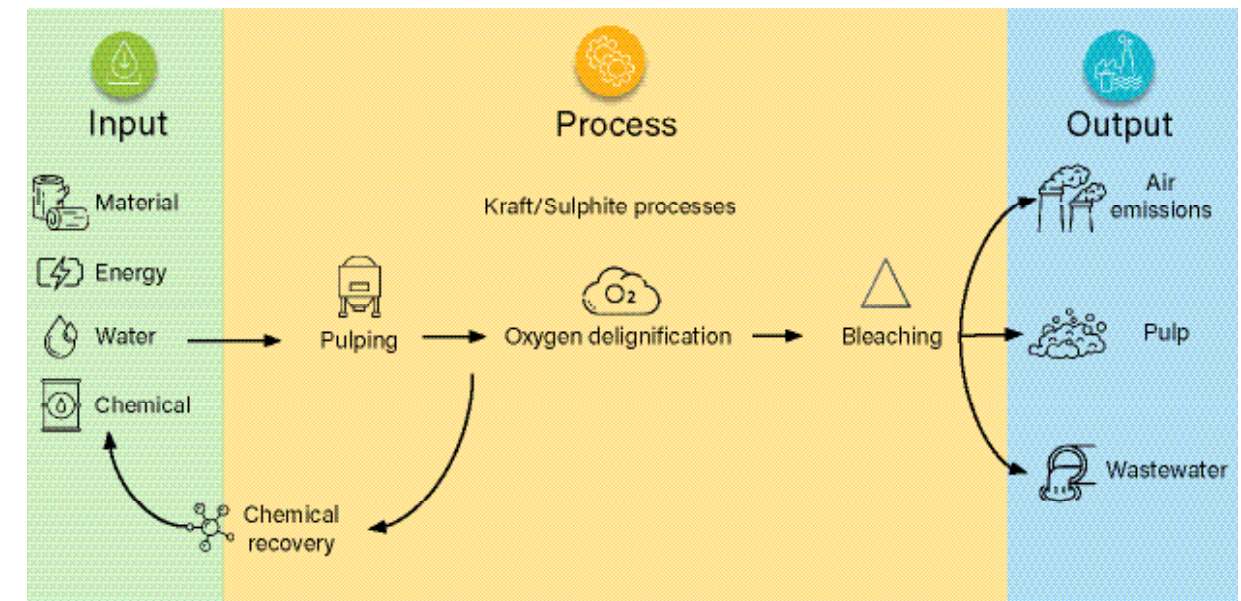 Input
Process
Output
Material
Kraft/Sulphite processes
Air
emissions
Energy
O2
Water
Pulping
Oxygen delignification
Bleaching
Pulp
Chemical
Wastewater
Chemical
recovery